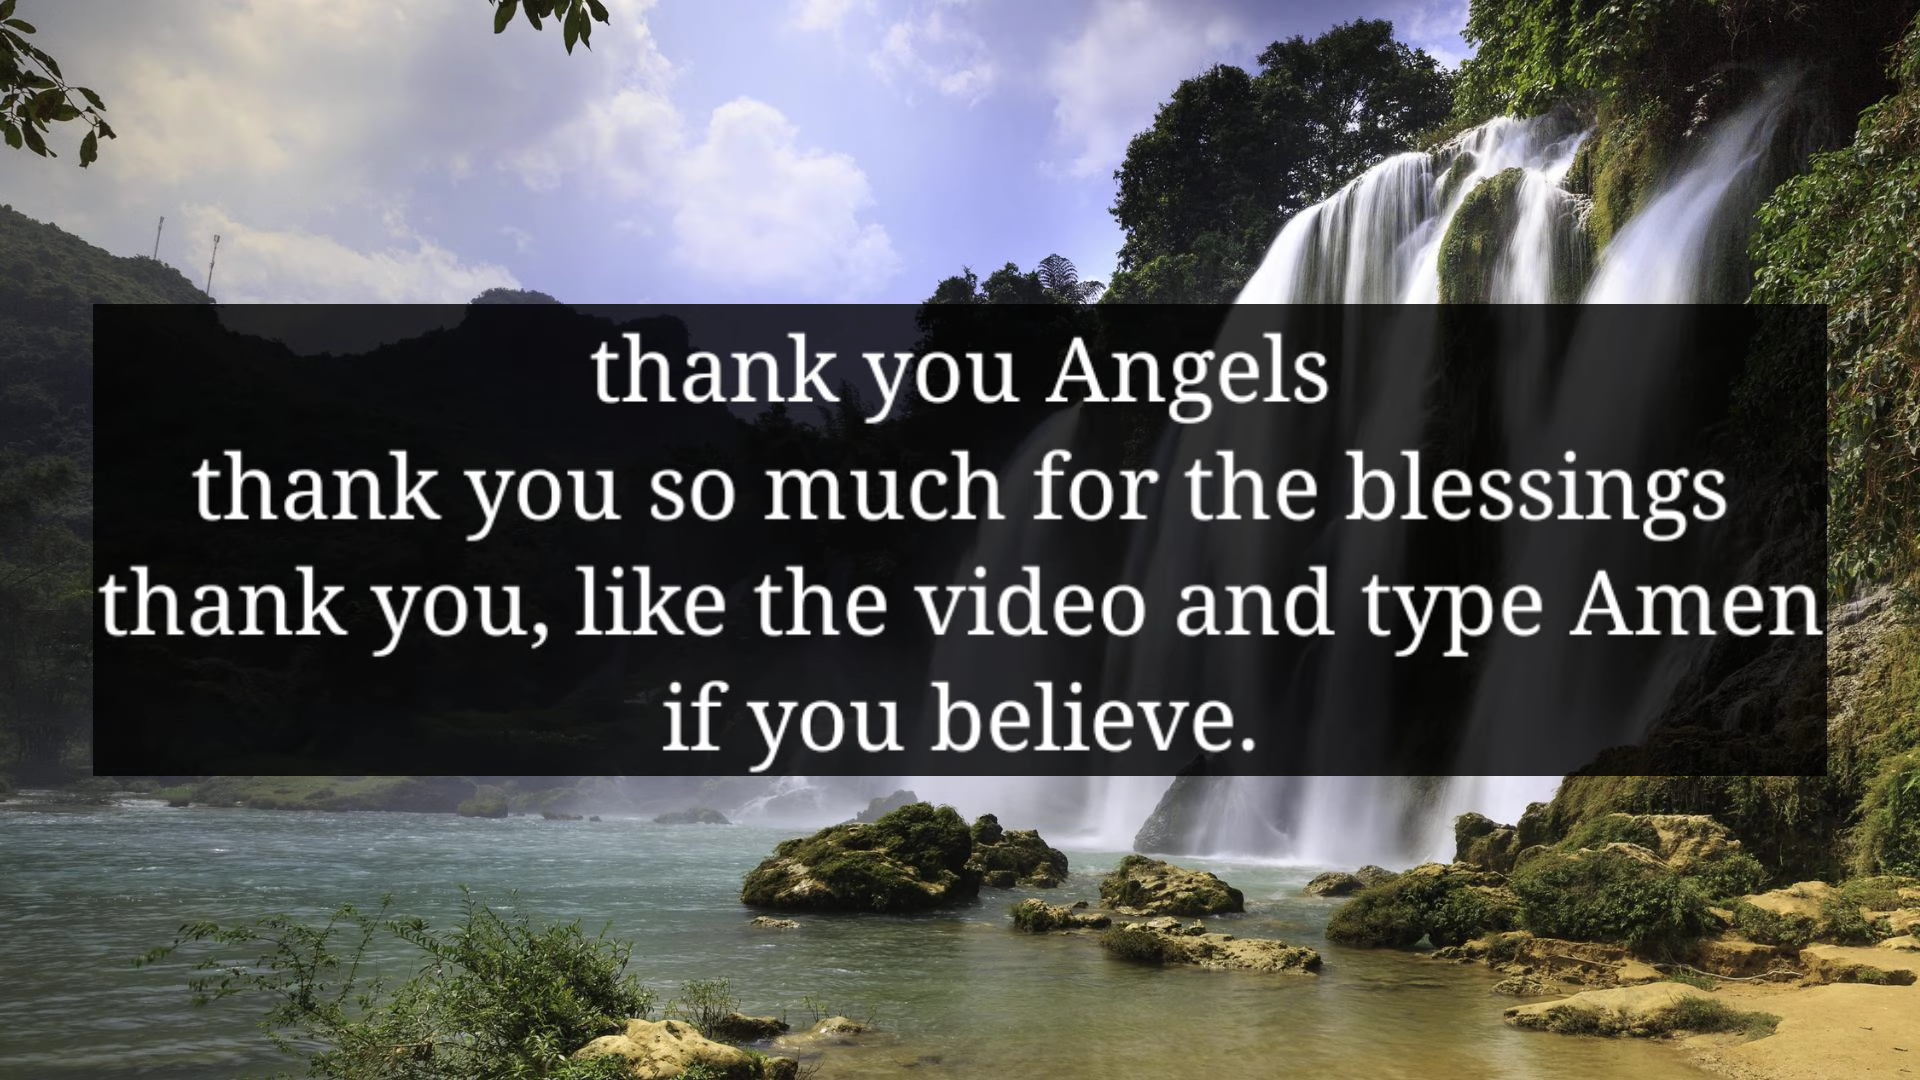 thank you Angels
thank you so much for the blessings
thank you, like the video and type Amen
if you believe.